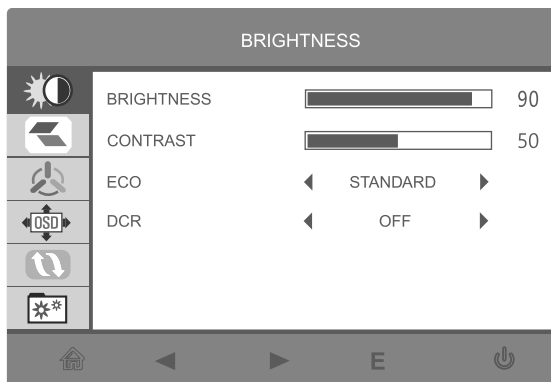 BRIGHTNESS
BRIGHTNESS 90
CONTRAST 50
ECO STANDARD
DCR OFF
OSD
E